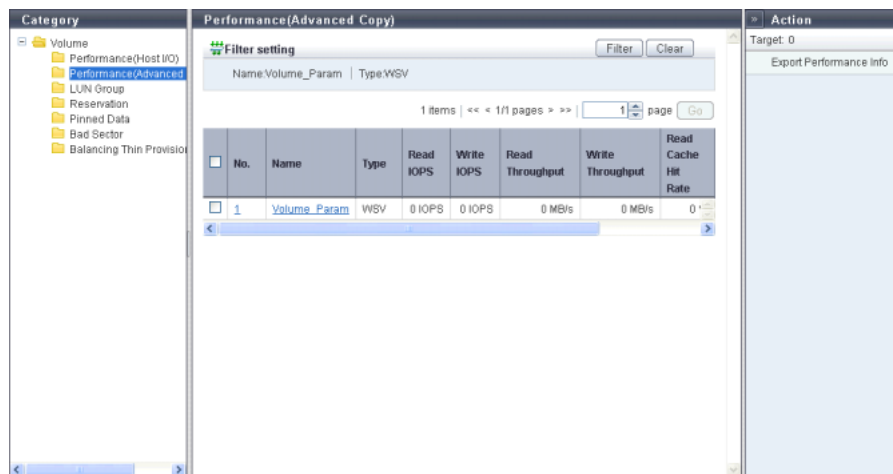 Category
Volume
Performance(Host I/O)
Performance(Advanced
LUN Group
Reservation
Pinned Data
Bad Sector
Balancing Thin Provision
Performance(Advanced Copy)
Filter setting
Filter
Clear
Name:Volume_Param | Type:WSV
1 items | << < 1/1 pages > >> | 1 page Go
No. Name Type Read IOPS Write IOPS Read Throughput Write Throughput Read Cache Hit Rate
1 Volume_Param WSV 0 IOPS 0 IOPS 0 MB/s 0 MB/s 0
» Action
Target: 0
Export Performance Info